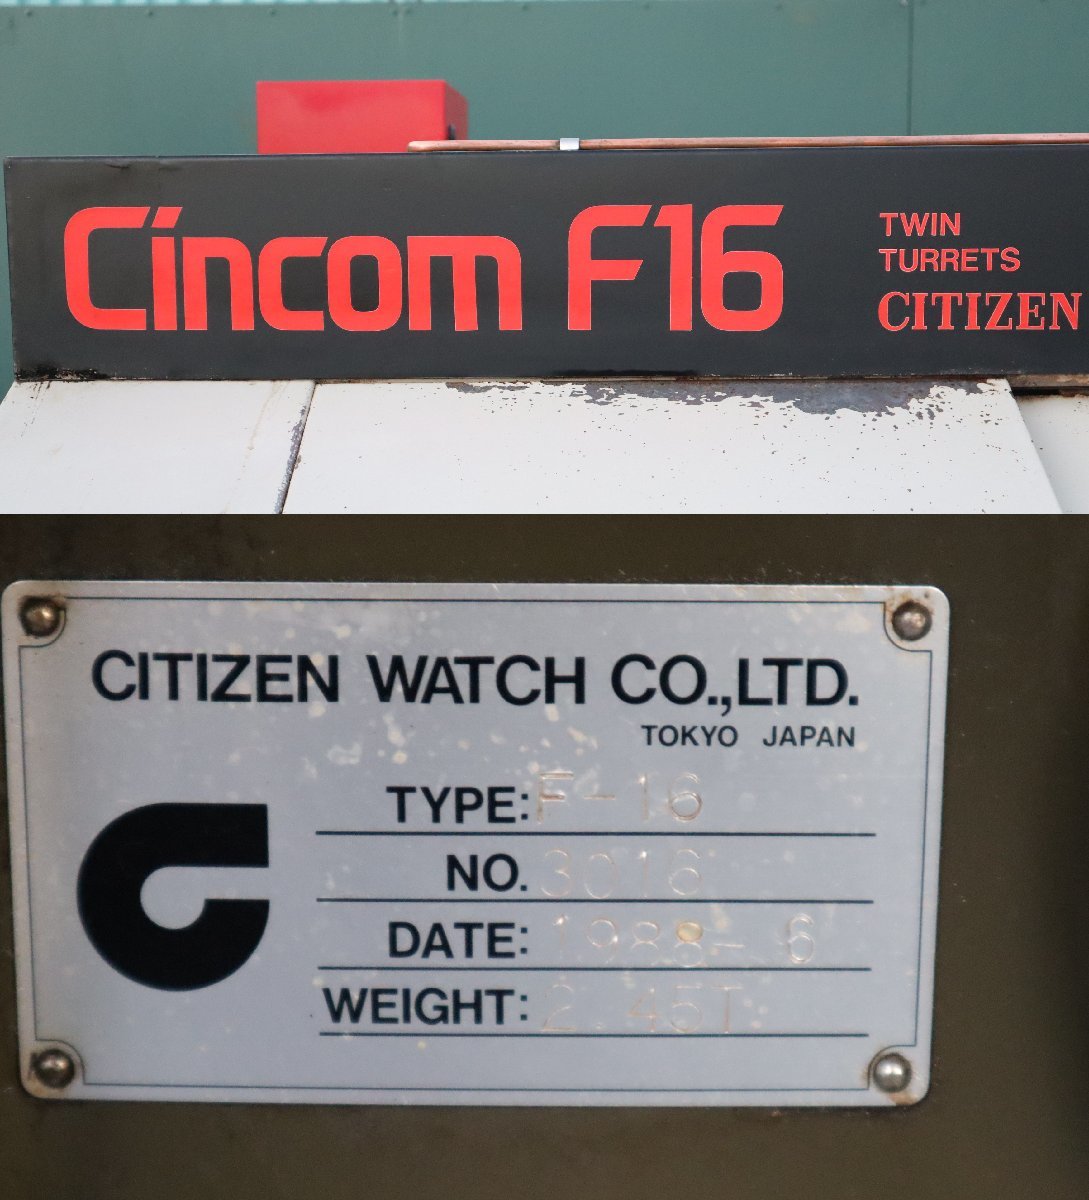 Cincom F16
TWIN
TURRETS
CITIZEN
CITIZEN WATCH CO.,LTD.
TOKYO JAPAN
TYPE: F-16
NO. 3016
DATE: 1988- 6
WEIGHT: 2.45T